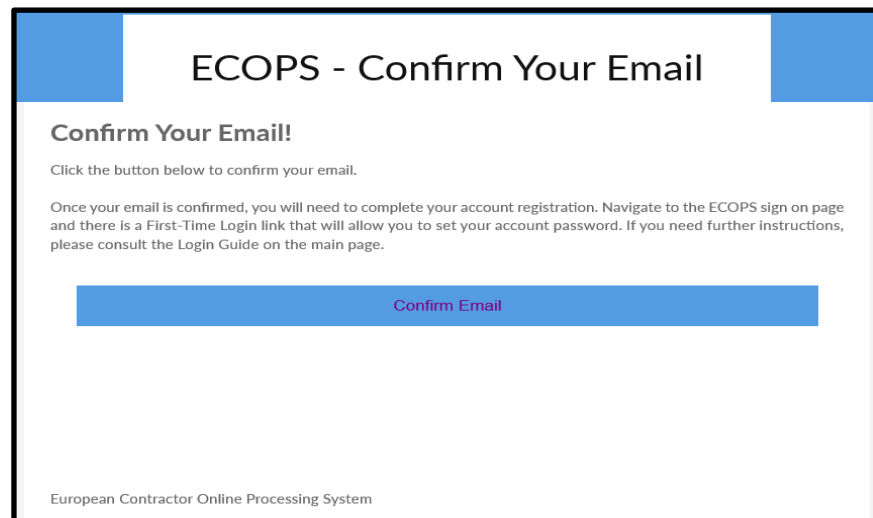 ECOPS - Confirm Your Email
Confirm Your Email!
Click the button below to confirm your email.
Once your email is confirmed, you will need to complete your account registration. Navigate to the ECOPS sign on page
and there is a First-Time Login link that will allow you to set your account password. If you need further instructions,
please consult the Login Guide on the main page.
Confirm Email
European Contractor Online Processing System